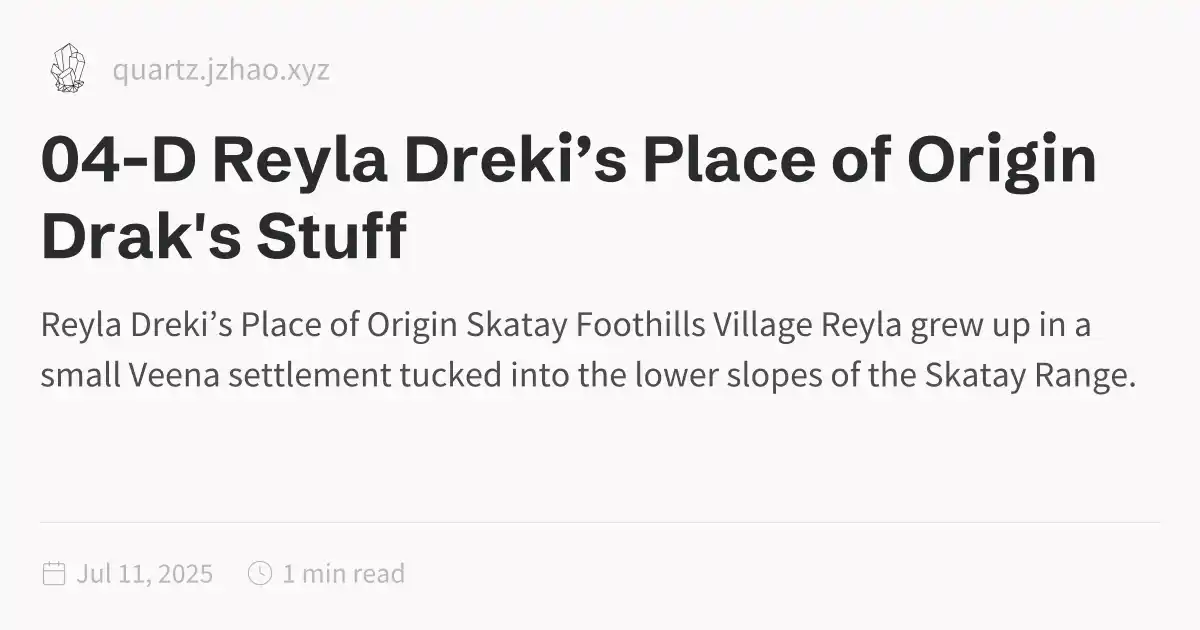 quartz.jzhao.xyz
04-D Reyla Dreki’s Place of Origin
Drak's Stuff
Reyla Dreki’s Place of Origin Skatay Foothills Village Reyla grew up in a
small Veena settlement tucked into the lower slopes of the Skatay Range.
Jul 11, 2025 1 min read